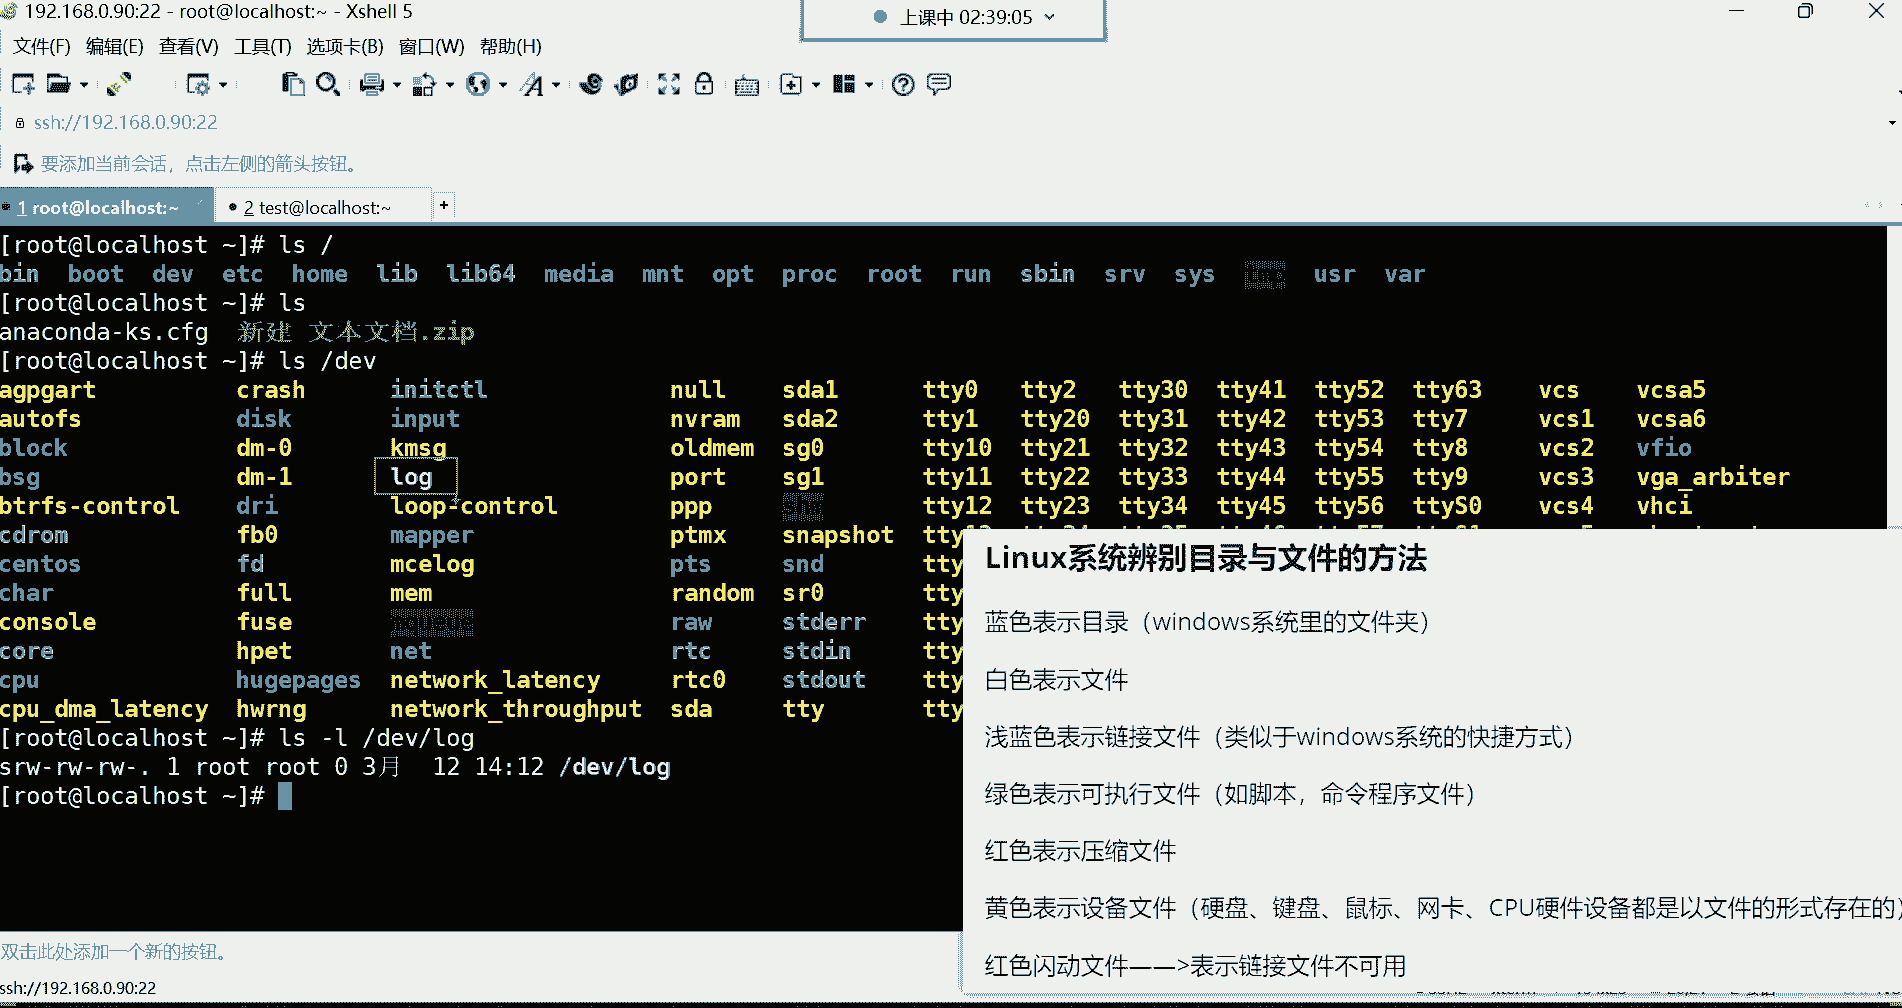 192.168.0.90:22 - root@localhost:~ - Xshell 5
上课中 02:39:05
文件(F) 编辑(E) 查看(V) 工具(T) 选项卡(B) 窗口(W) 帮助(H)
ssh://192.168.0.90:22
要添加当前会话，点击左侧的箭头按钮。
1 root@localhost:~ 2 test@localhost:~ +
[root@localhost ~]# ls /
bin boot dev etc home lib lib64 media mnt opt proc root run sbin srv sys usr var
[root@localhost ~]# ls
anaconda-ks.cfg 新建 文本文档.zip
[root@localhost ~]# ls /dev
agpgart crash initctl null sda1 tty0 tty2 tty30 tty41 tty52 tty63 vcs vcsa5
autofs disk input nvram sda2 tty1 tty20 tty31 tty42 tty53 tty7 vcs1 vcsa6
block dm-0 kmsg oldmem sg0 tty10 tty21 tty32 tty43 tty54 tty8 vcs2 vfio
bsg dm-1 log port sg1 tty11 tty22 tty33 tty44 tty55 tty9 vcs3 vga_arbiter
btrfs-control dri loop-control ppp tty12 tty23 tty34 tty45 tty56 ttyS0 vcs4 vhci
cdrom fb0 mapper ptmx snapshot tty
centos fd mcelog pts snd tty
char full mem random sr0 tty
console fuse raw stderr tty
core hpet net rtc stdin tty
cpu hugepages network_latency rtc0 stdout tty
cpu_dma_latency hwrng network_throughput sda tty tty
[root@localhost ~]# ls -l /dev/log
srw-rw-rw-. 1 root root 0 3月 12 14:12 /dev/log
[root@localhost ~]#
Linux系统辨别目录与文件的方法
蓝色表示目录（windows系统里的文件夹）
白色表示文件
浅蓝色表示链接文件（类似于windows系统的快捷方式）
绿色表示可执行文件（如脚本，命令程序文件）
红色表示压缩文件
黄色表示设备文件（硬盘、键盘、鼠标、网卡、CPU硬件设备都是以文件的形式存在的）
红色闪动文件——>表示链接文件不可用
双击此处添加一个新的按钮。
ssh://192.168.0.90:22